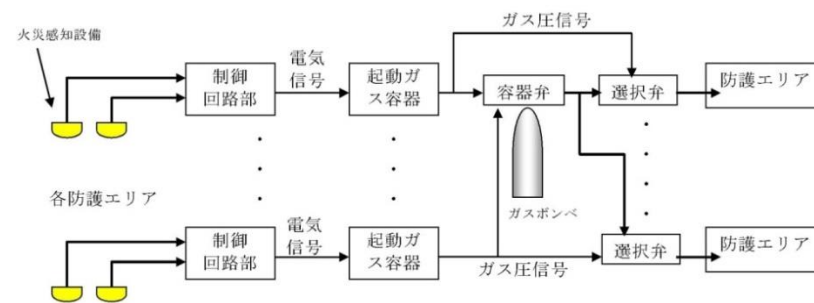 ガス圧信号
火災感知設備
制御
回路部
電気
信号
起動ガ
ス容器
容器弁
選択弁
防護エリア
ガスボンベ
各防護エリア
制御
回路部
電気
信号
起動ガ
ス容器
ガス圧信号
選択弁
防護エリア